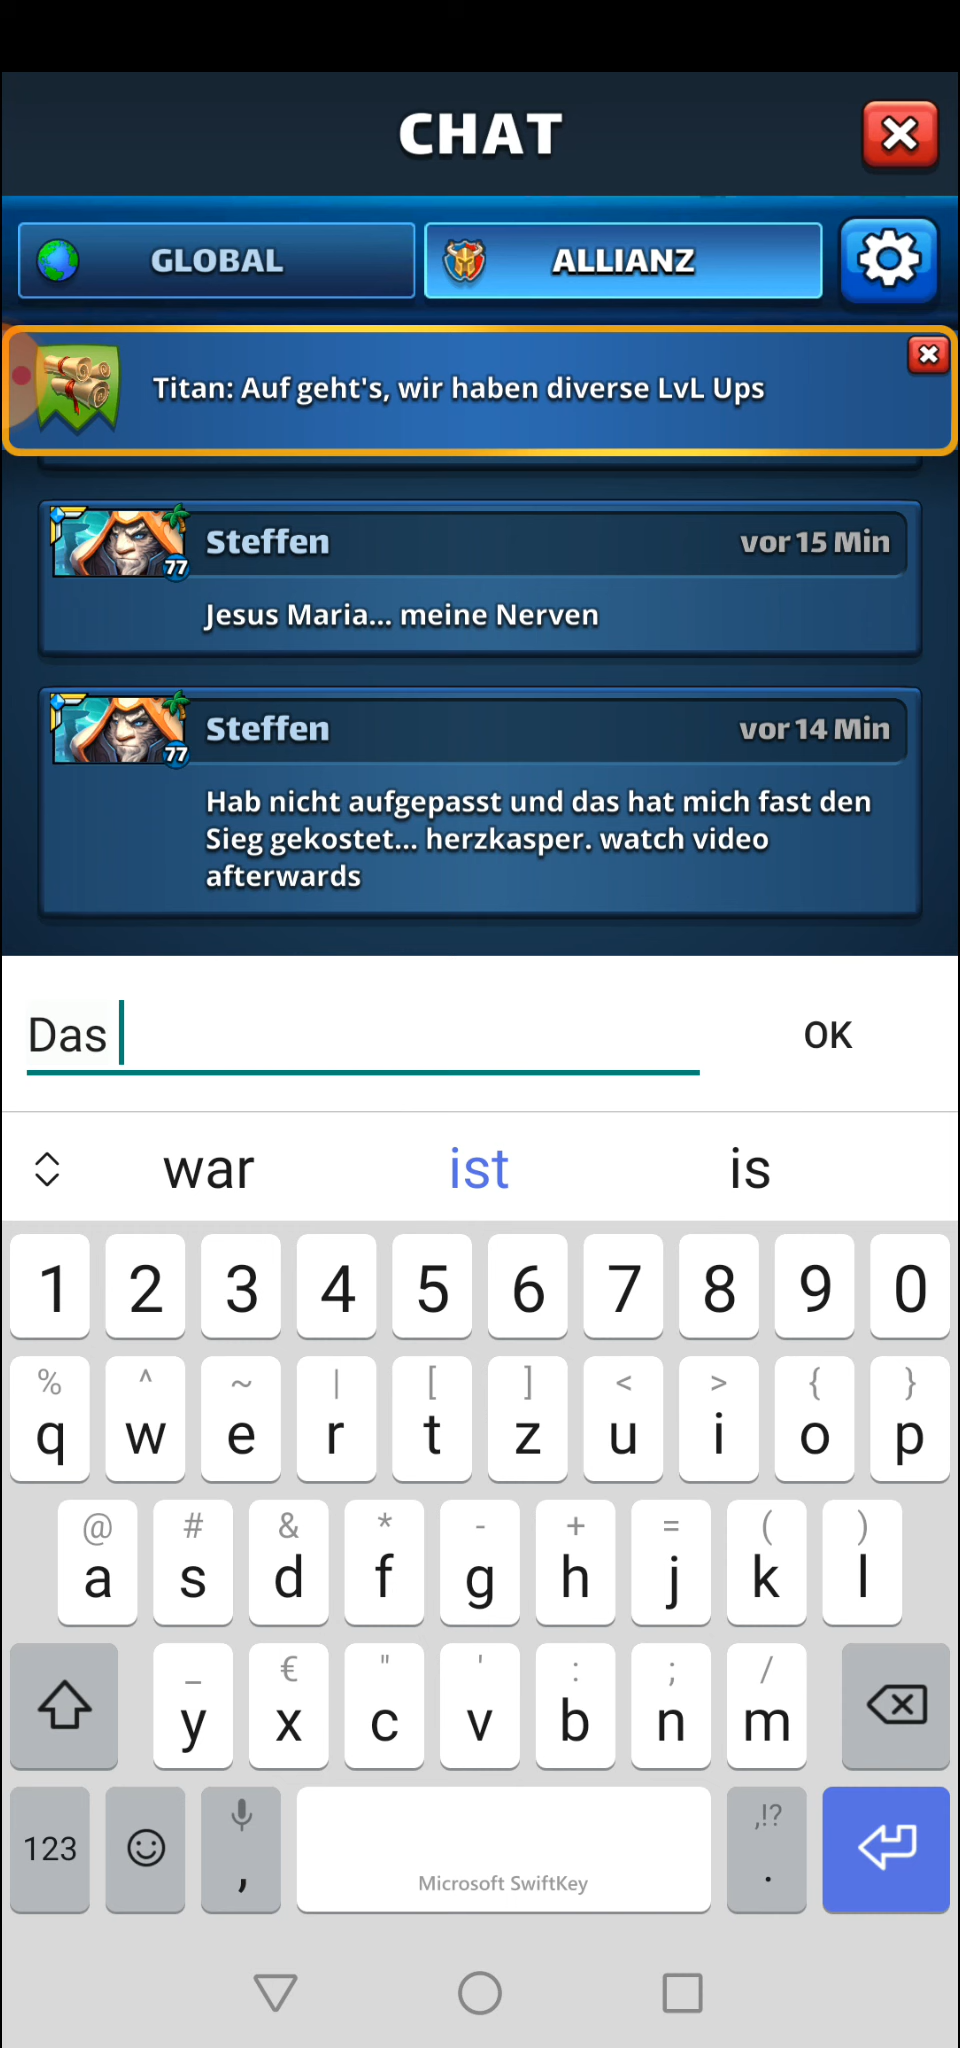 CHAT
GLOBAL
ALLIANZ
Titan: Auf geht's, wir haben diverse LvL Ups
Steffen
vor 15 Min
77
Jesus Maria... meine Nerven
Steffen
vor 14 Min
77
Hab nicht aufgepasst und das hat mich fast den
Sieg gekostet... herzkasper. watch video
afterwards
Das
OK
war ist is
1 2 3 4 5 6 7 8 9 0
% ^ ~ | [ ] < > { }
q w e r t z u i o p
@ # & * - + = ( )
a s d f g h j k l
_ € " ' : ; /
y x c v b n m
,!?
123 , .
Microsoft SwiftKey